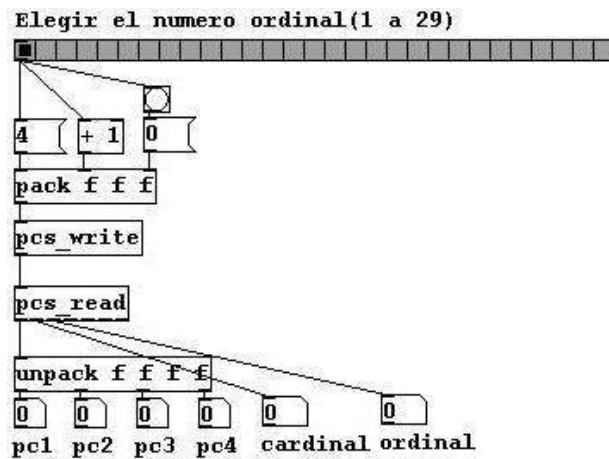 Elegir el numero ordinal(1 a 29)
4 + 1 0
pack f f f
pcs_write
pcs_read
unpack f f f f
0 0 0 0 0 0
pc1 pc2 pc3 pc4 cardinal ordinal